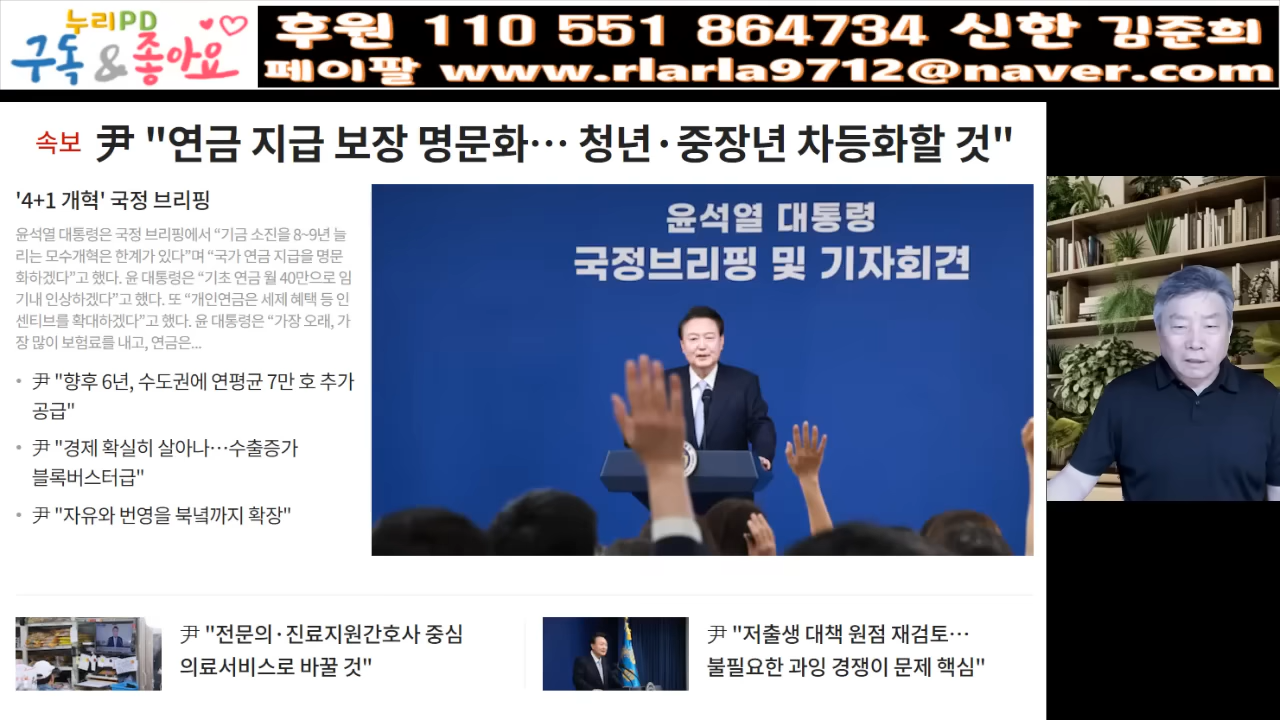 누리PD
구독 & 좋아요
후원 110 551 864734 신한 김준희
페이팔 www.rlarla9712@naver.com
속보 尹 "연금 지급 보장 명문화… 청년·중장년 차등화할 것"
'4+1 개혁' 국정 브리핑
윤석열 대통령은 국정 브리핑에서 “기금 소진을 8~9년 늘
리는 모수개혁은 한계가 있다”며 “국가 연금 지급을 명문
화하겠다”고 했다. 윤 대통령은 “기초 연금 월 40만으로 임
기내 인상하겠다”고 했다. 또 “개인연금은 세제 혜택 등 인
센티브를 확대하겠다”고 했다. 윤 대통령은 “가장 오래, 가
장 많이 보험료를 내고, 연금은...
• 尹 "향후 6년, 수도권에 연평균 7만 호 추가
공급"
• 尹 "경제 확실히 살아나…수출증가
블록버스터급"
• 尹 "자유와 번영을 북녘까지 확장"
윤석열 대통령
국정브리핑 및 기자회견
尹 "전문의·진료지원간호사 중심
의료서비스로 바꿀 것"
尹 "저출생 대책 원점 재검토…
불필요한 과잉 경쟁이 문제 핵심"